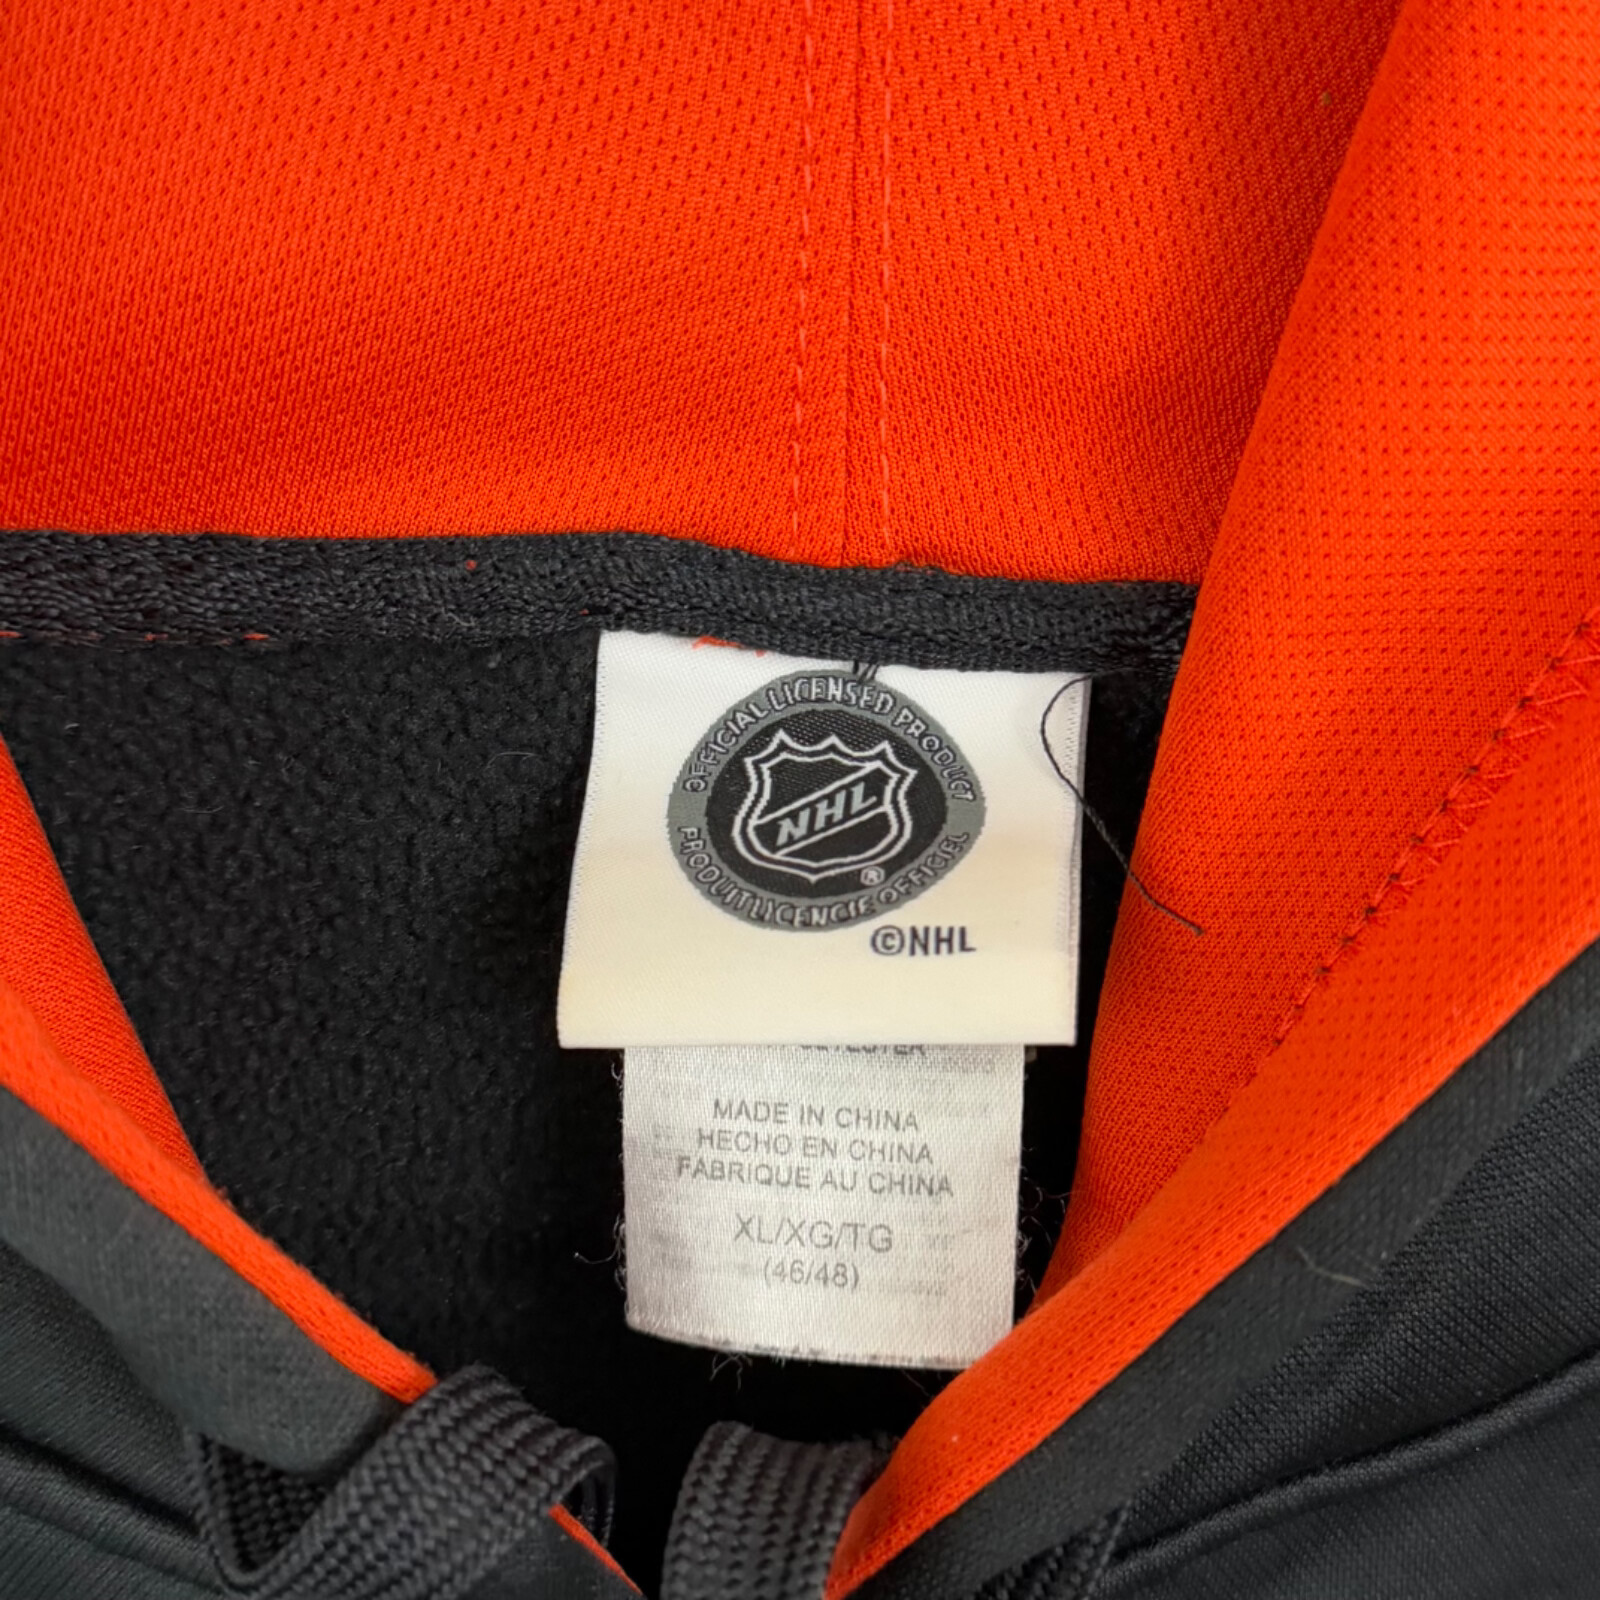 OFFICIAL LICENSED PRODUCT
NHL
®
PRODUIT LICENCIE OFFICIEL
©NHL
MADE IN CHINA
HECHO EN CHINA
FABRIQUE AU CHINA
XL/XG/TG
(46/48)